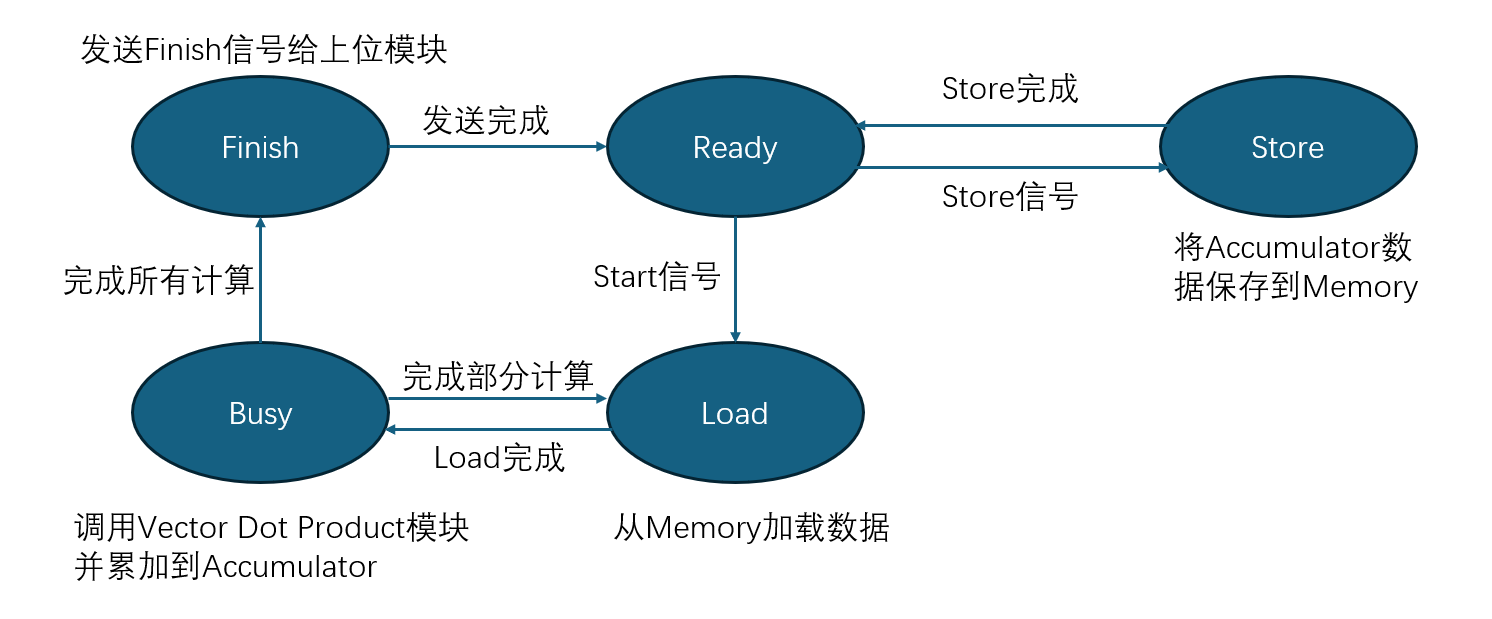 发送Finish信号给上位模块
Finish
发送完成
Ready
Store完成
Store信号
Store
将Accumulator数
据保存到Memory
完成所有计算
Start信号
Busy
完成部分计算
Load完成
Load
调用Vector Dot Product模块
并累加到Accumulator
从Memory加载数据